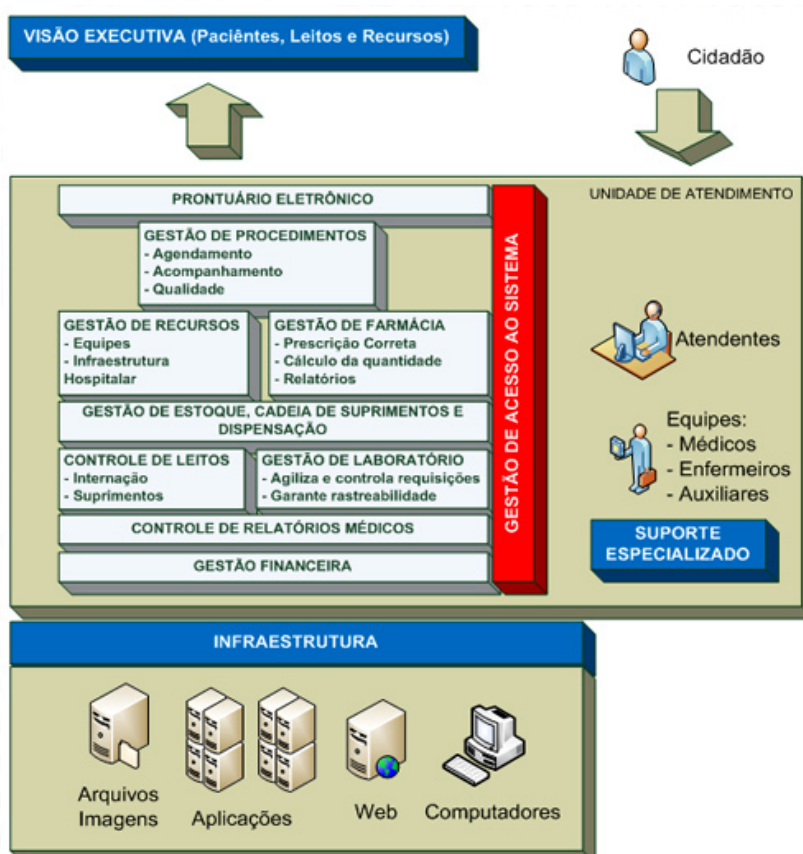 VISÃO EXECUTIVA (Paciêntes, Leitos e Recursos)
Cidadão
UNIDADE DE ATENDIMENTO
PRONTUÁRIO ELETRÔNICO
GESTÃO DE PROCEDIMENTOS
- Agendamento
- Acompanhamento
- Qualidade
GESTÃO DE RECURSOS
- Equipes
- Infraestrutura
Hospitalar
GESTÃO DE FARMÁCIA
- Prescrição Correta
- Cálculo da quantidade
- Relatórios
GESTÃO DE ESTOQUE, CADEIA DE SUPRIMENTOS E
DISPENSAÇÃO
CONTROLE DE LEITOS
- Internação
- Suprimentos
GESTÃO DE LABORATÓRIO
- Agiliza e controla requisições
- Garante rastreabilidade
CONTROLE DE RELATÓRIOS MÉDICOS
GESTÃO FINANCEIRA
GESTÃO DE ACESSO AO SISTEMA
Atendentes
Equipes:
- Médicos
- Enfermeiros
- Auxiliares
SUPORTE
ESPECIALIZADO
INFRAESTRUTURA
Arquivos
Imagens
Aplicações
Web
Computadores